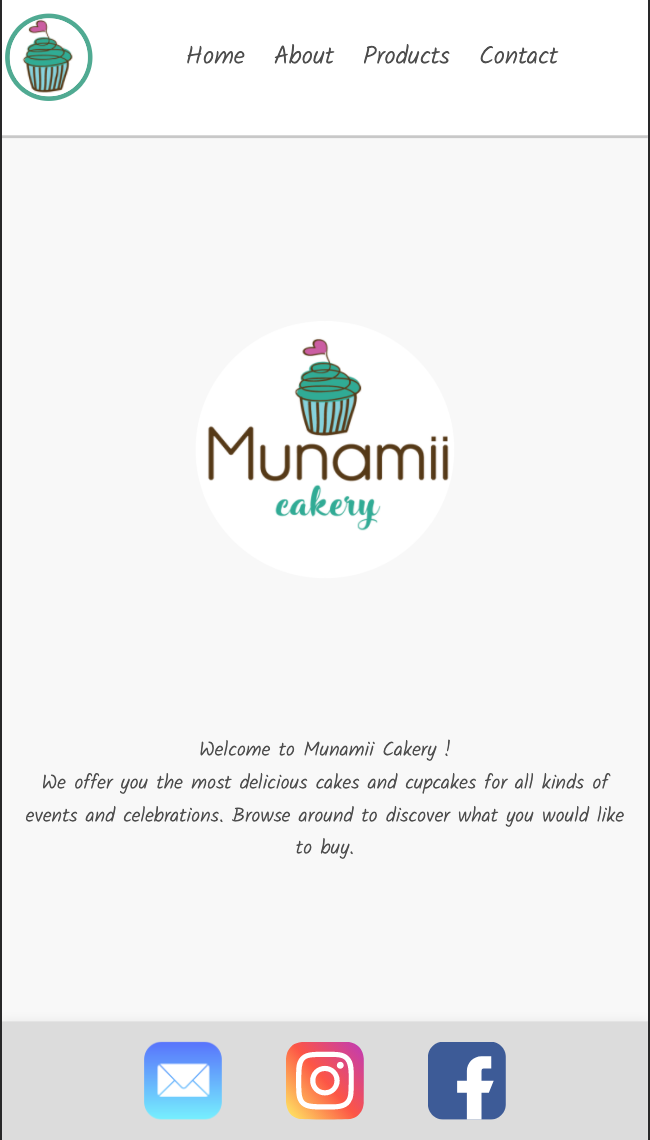 Home About Products Contact
Munamii
cakery
Welcome to Munamii Cakery !
We offer you the most delicious cakes and cupcakes for all kinds of
events and celebrations. Browse around to discover what you would like
to buy.